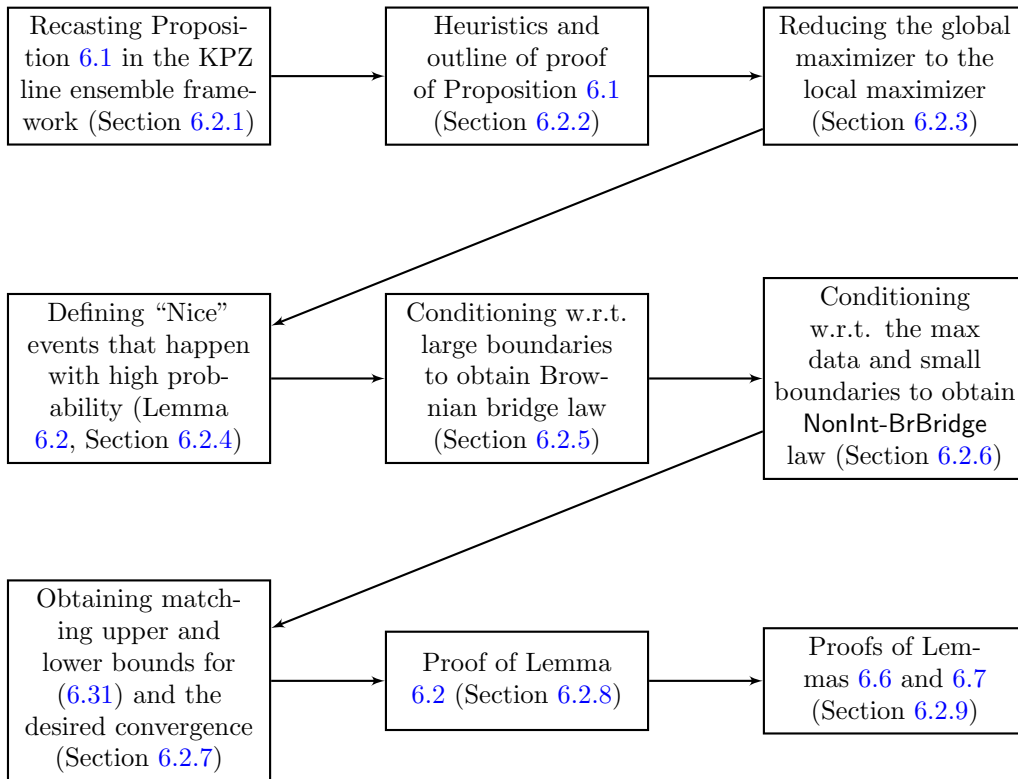 Recasting Proposi-
tion 6.1 in the KPZ
line ensemble frame-
work (Section 6.2.1)
Heuristics and
outline of proof
of Proposition 6.1
(Section 6.2.2)
Reducing the global
maximizer to the
local maximizer
(Section 6.2.3)
Defining “Nice”
events that happen
with high prob-
ability (Lemma
6.2, Section 6.2.4)
Conditioning w.r.t.
large boundaries
to obtain Brow-
nian bridge law
(Section 6.2.5)
Conditioning
w.r.t. the max
data and small
boundaries to obtain
NonInt-BrBridge
law (Section 6.2.6)
Obtaining match-
ing upper and
lower bounds for
(6.31) and the
desired convergence
(Section 6.2.7)
Proof of Lemma
6.2 (Section 6.2.8)
Proofs of Lem-
mas 6.6 and 6.7
(Section 6.2.9)